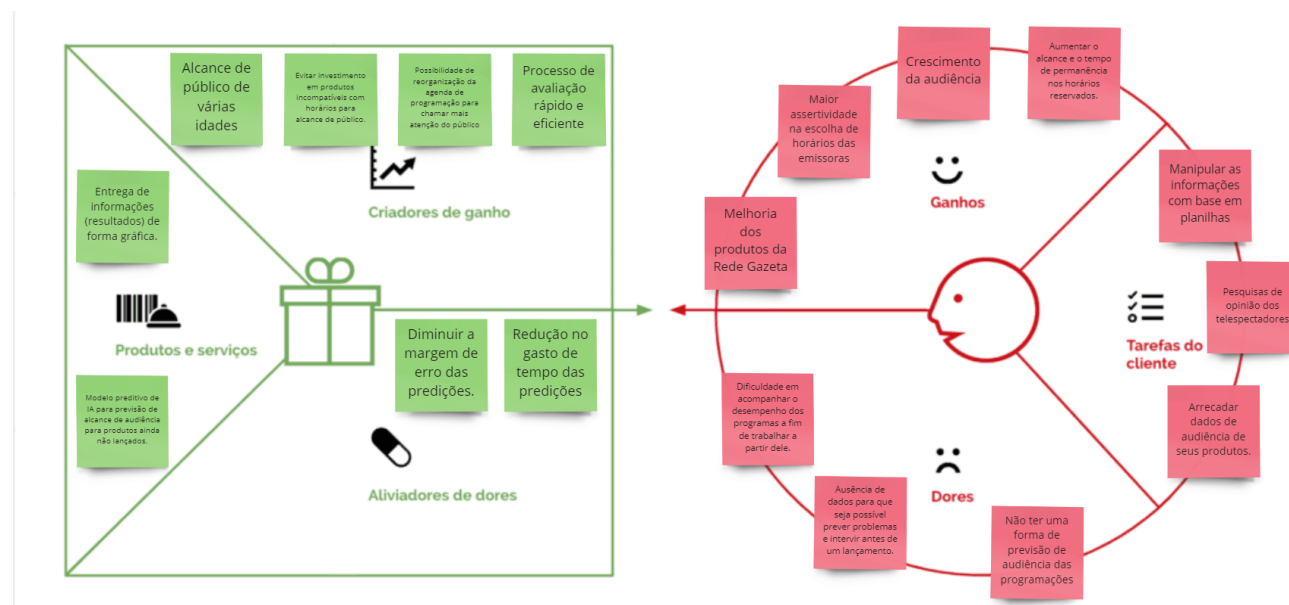 Alcance de
público de
várias
idades
Evitar investimento
em produtos
incompatíveis com
horários para
alcance de público.
Possibilidade de
reorganização da
agenda de
programação para
chamar mais
atenção do público
Processo de
avaliação
rápido e
eficiente
Criadores de ganho
Entrega de
informações
(resultados) de
forma gráfica.
Produtos e serviços
Modelo preditivo de
IA para previsão de
alcance de audiência
para produtos ainda
não lançados.
Diminuir a
margem de
erro das
predições.
Redução no
gasto de
tempo das
predições
Aliviadores de dores
Melhoria
dos
produtos da
Rede Gazeta
Maior
assertividade
na escolha de
horários das
emissoras
Crescimento
da audiência
Aumentar o
alcance e o tempo
de permanência
nos horários
reservados.
Ganhos
Manipular as
informações
com base em
planilhas
Pesquisas de
opinião dos
telespectadores
Tarefas do
cliente
Arrecadar
dados de
audiência de
seus produtos.
Dificuldade em
acompanhar o
desempenho dos
programas a fim
de trabalhar a
partir dele.
Ausência de
dados para que
seja possível
prever problemas
e intervir antes de
um lançamento.
Dores
Não ter uma
forma de
previsão de
audiência das
programações